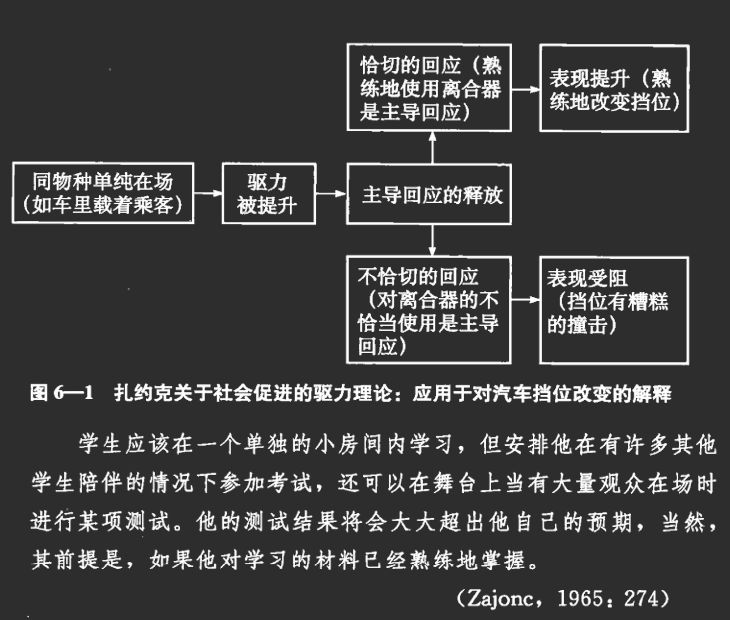 恰切的回应（熟
练地使用离合器
是主导回应）
表现提升（熟
练地改变挡位）
同物种单纯在场
（如车里载着乘客）
驱力
被提升
主导回应的释放
不恰切的回应
（对离合器的不
恰当使用是主导
回应）
表现受阻
（挡位有糟糕
的撞击）
图 6—1 扎约克关于社会促进的驱力理论：应用于对汽车挡位改变的解释
学生应该在一个单独的小房间内学习，但安排他在有许多其他
学生陪伴的情况下参加考试，还可以在舞台上当有大量观众在场时
进行某项测试。他的测试结果将会大大超出他自己的预期，当然，
其前提是，如果他对学习的材料已经熟练地掌握。
（Zajonc，1965：274）